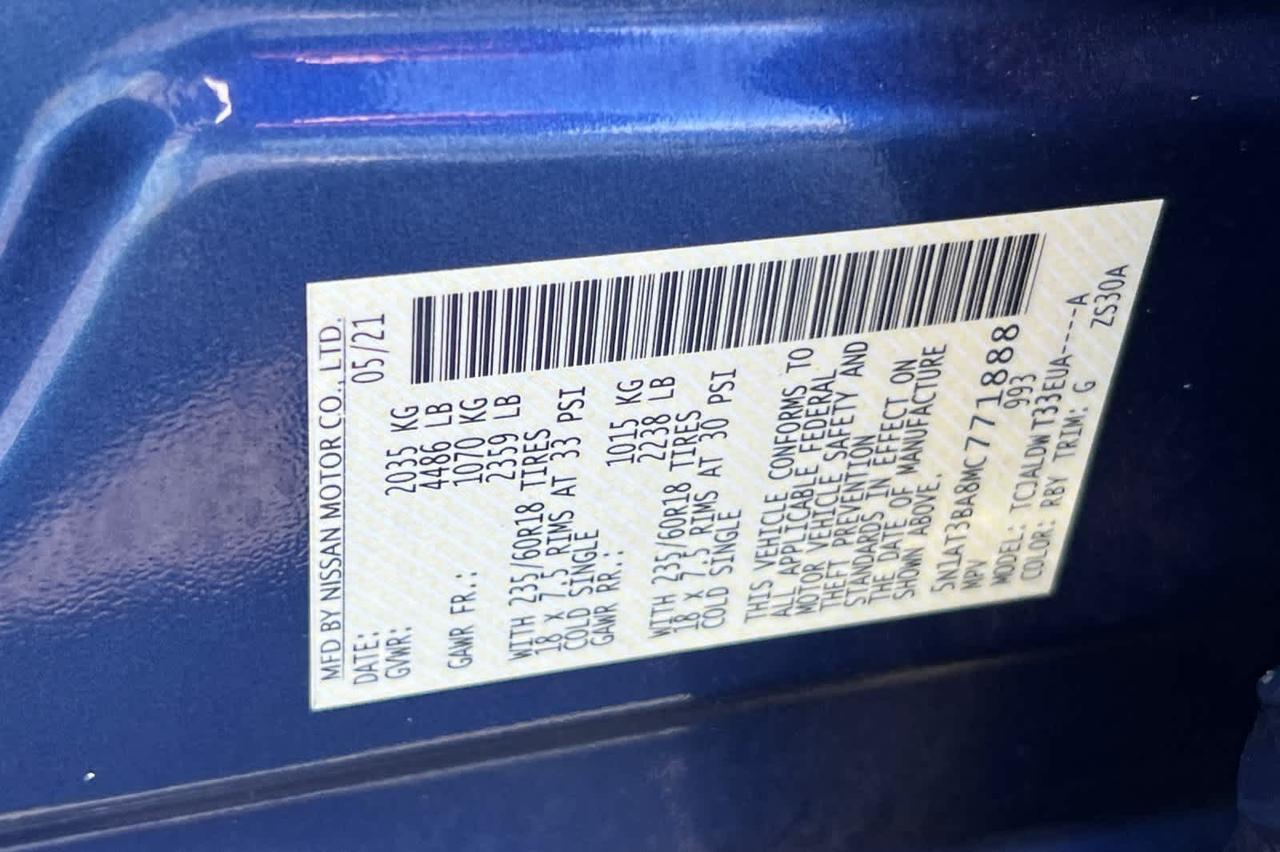 MFD BY NISSAN MOTOR CO., LTD.
DATE: 05/21
GVWR: 2035 KG
4486 LB
GAWR FR.: 1070 KG
2359 LB
WITH 235/60R18 TIRES
18 X 7.5 RIMS AT 33 PSI
COLD SINGLE
GAWR RR.: 1015 KG
2238 LB
WITH 235/60R18 TIRES
18 X 7.5 RIMS AT 30 PSI
COLD SINGLE
THIS VEHICLE CONFORMS TO
ALL APPLICABLE FEDERAL
MOTOR VEHICLE SAFETY AND
THEFT PREVENTION
STANDARDS IN EFFECT ON
THE DATE OF MANUFACTURE
SHOWN ABOVE.
5N1AT3BA8MC771888
MPV 993
MODEL: TCJALDWT33EUA-----A
COLOR: RBY TRIM: G ZS30A